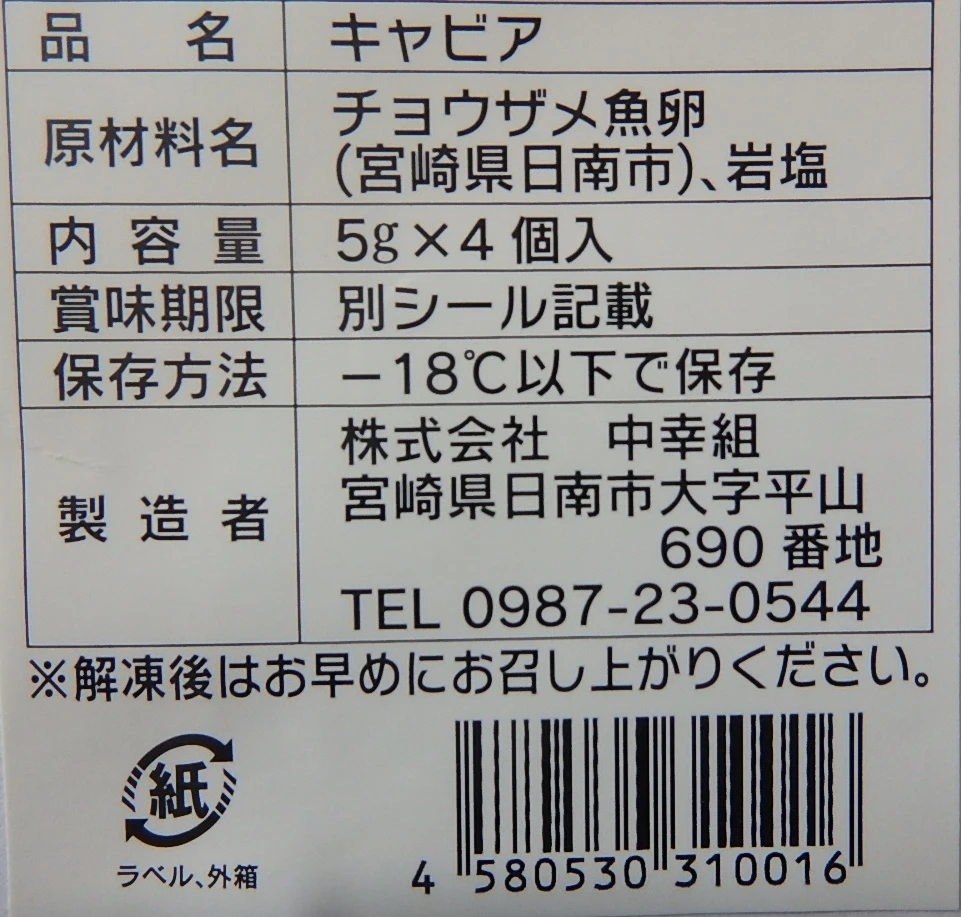 品名 キャビア
原材料名 チョウザメ魚卵
(宮崎県日南市)、岩塩
内容量 5g×4個入
賞味期限 別シール記載
保存方法 −18℃以下で保存
製造者 株式会社 中幸組
宮崎県日南市大字平山
690番地
TEL 0987-23-0544
※解凍後はお早めにお召し上がりください。
紙
ラベル、外箱
4 580530 310016